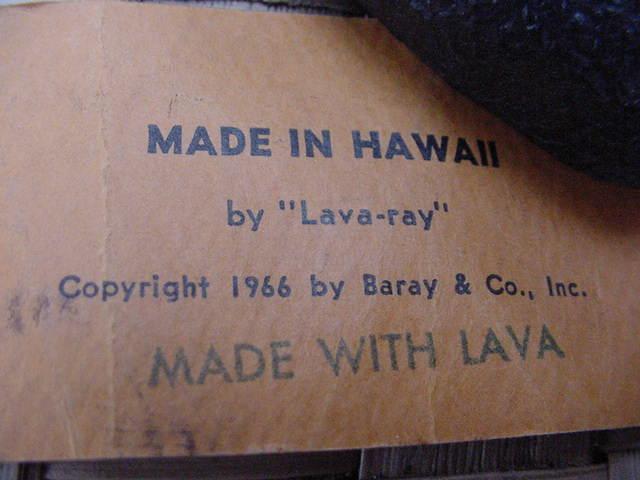 MADE IN HAWAII
by "Lava-ray"
Copyright 1966 by Baray & Co., Inc.
MADE WITH LAVA